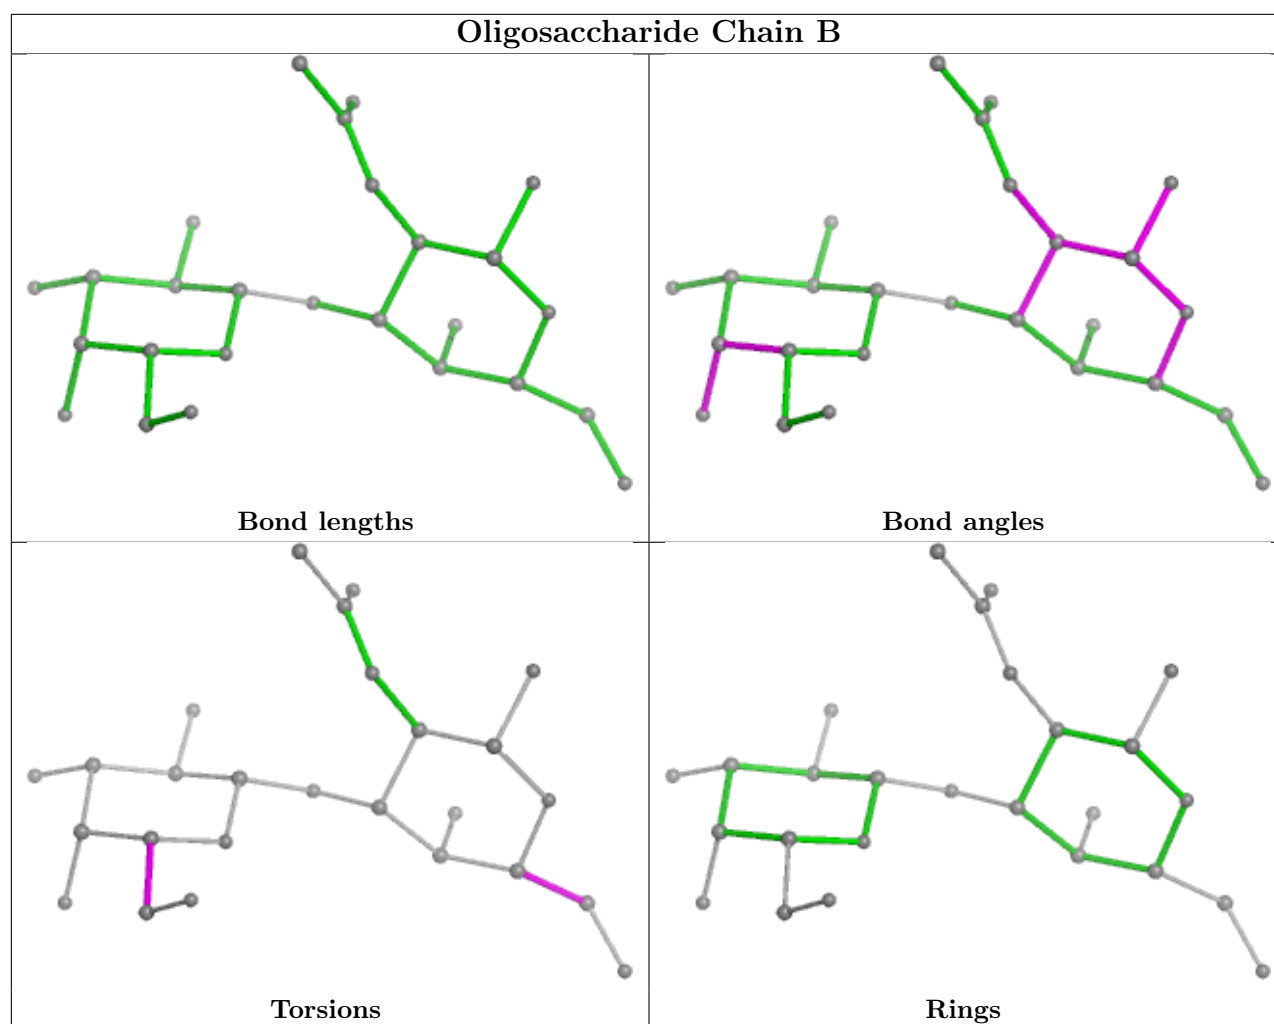 Oligosaccharide Chain B
Bond lengths
Bond angles
Torsions
Rings